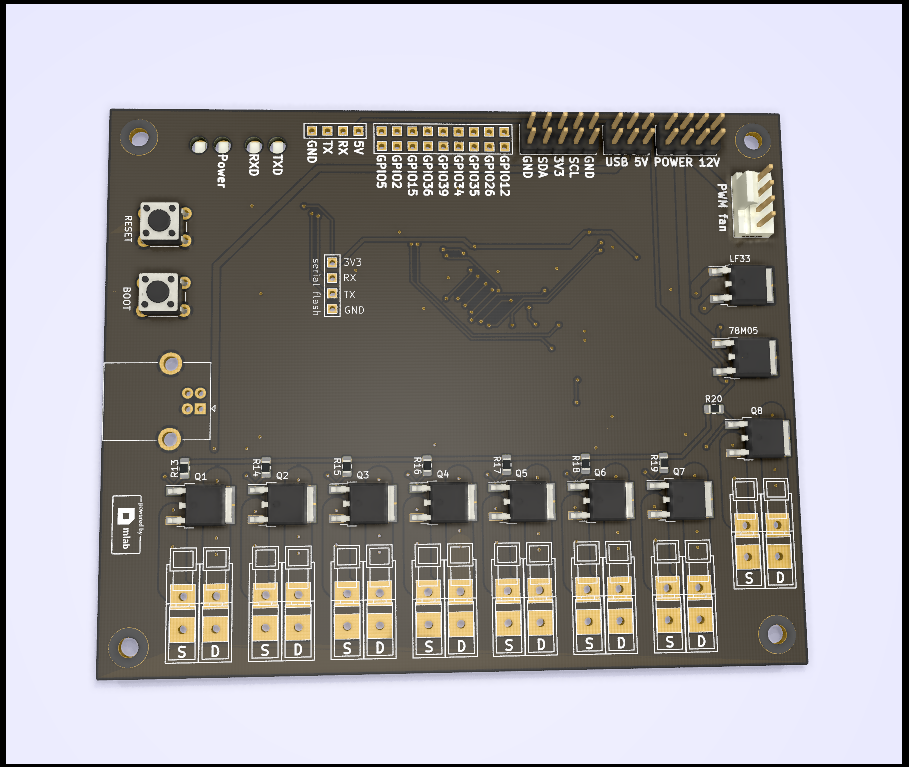 GND
TX
RX
5V
GPIO5
GPIO2
GPIO15
GPIO36
GPIO39
GPIO34
GPIO35
GPIO26
GPIO12
GND
SDA
3V3
SCL
GND
USB 5V
POWER 12V
Power
RXD
TXD
PWM fan
RESET
BOOT
serial flash
3V3
RX
TX
GND
LF33
78M05
R20
Q8
R13
Q1
R14
Q2
R15
Q3
R16
Q4
R17
Q5
R18
Q6
R19
Q7
mlab
S D
S D
S D
S D
S D
S D
S D
S D